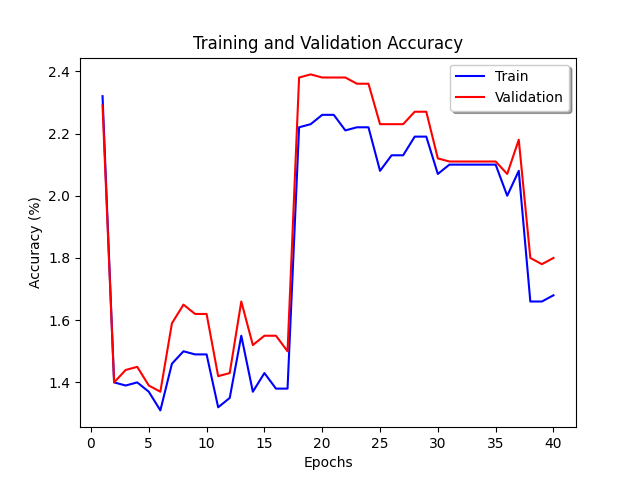 Training and Validation Accuracy
Train
Validation
2.4
2.2
2.0
1.8
1.6
1.4
Accuracy (%)
0 5 10 15 20 25 30 35 40
Epochs